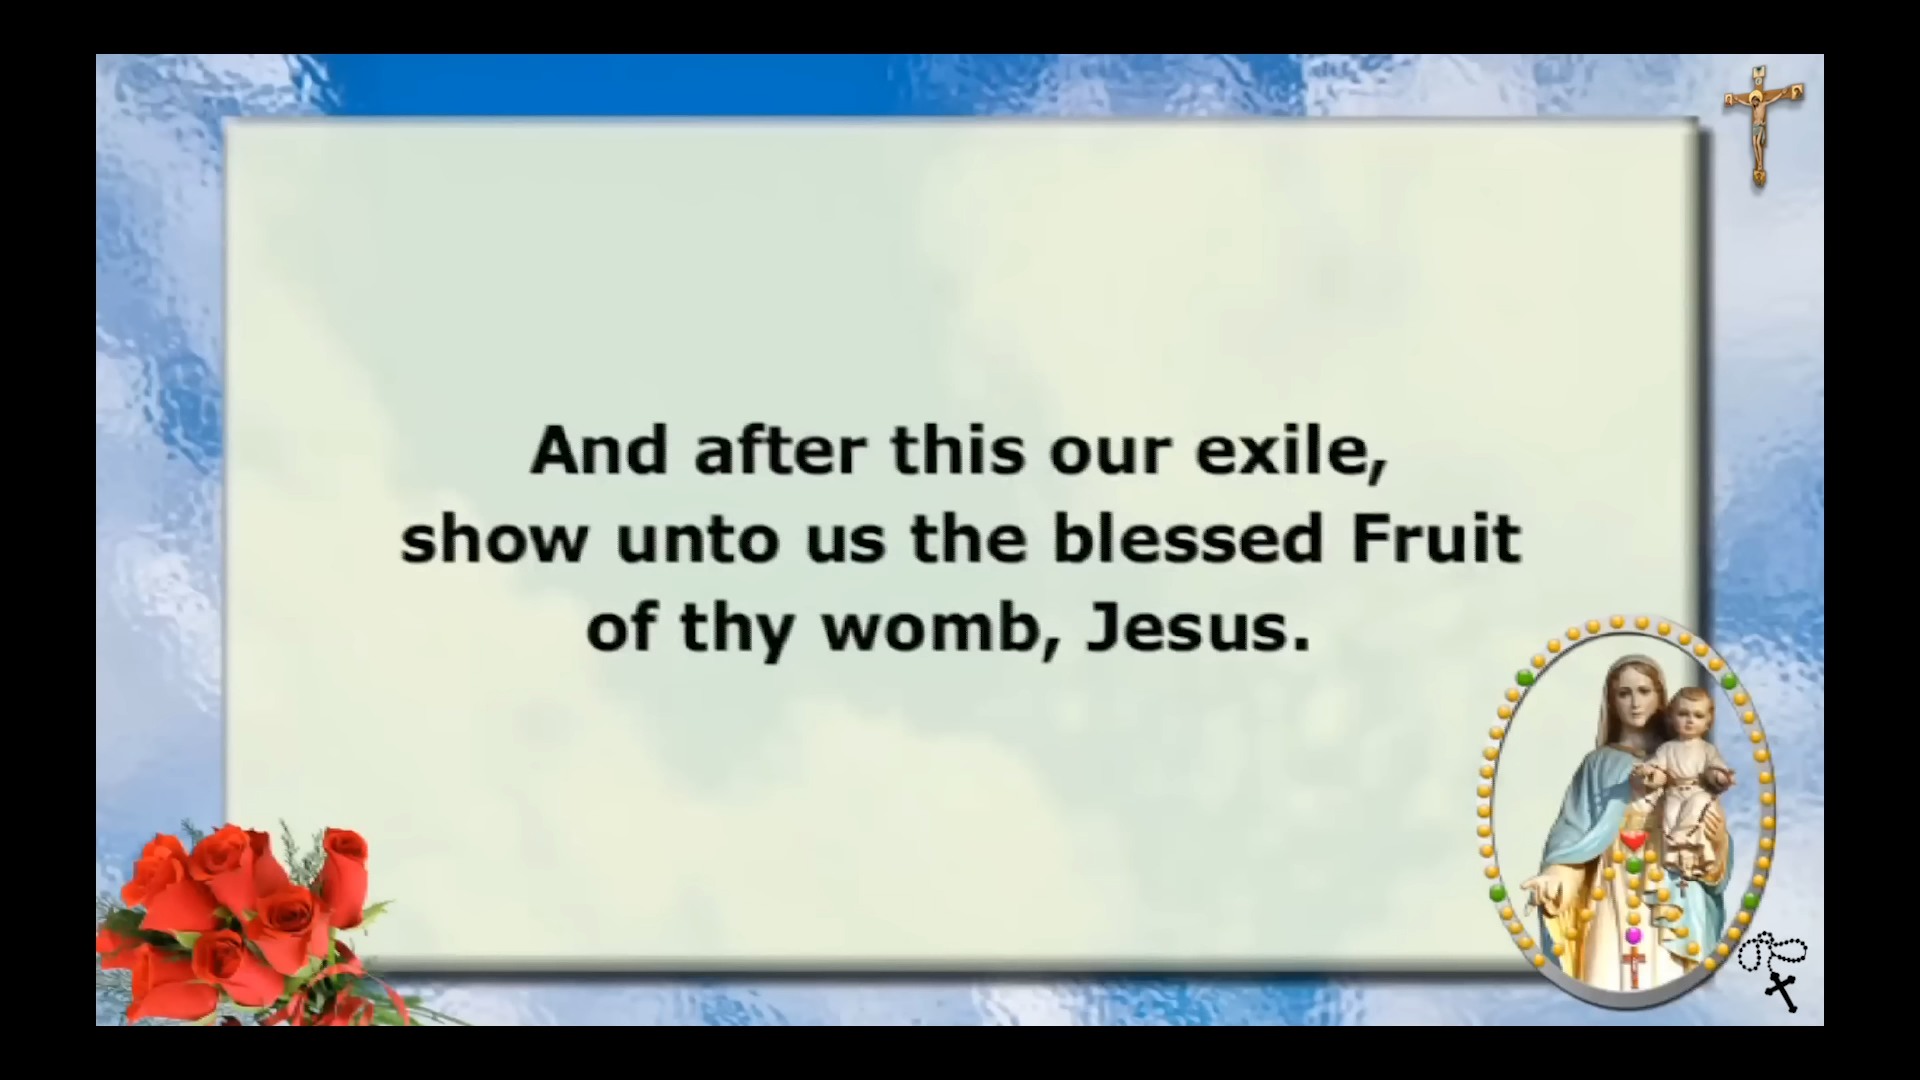 And after this our exile,
show unto us the blessed Fruit
of thy womb, Jesus.